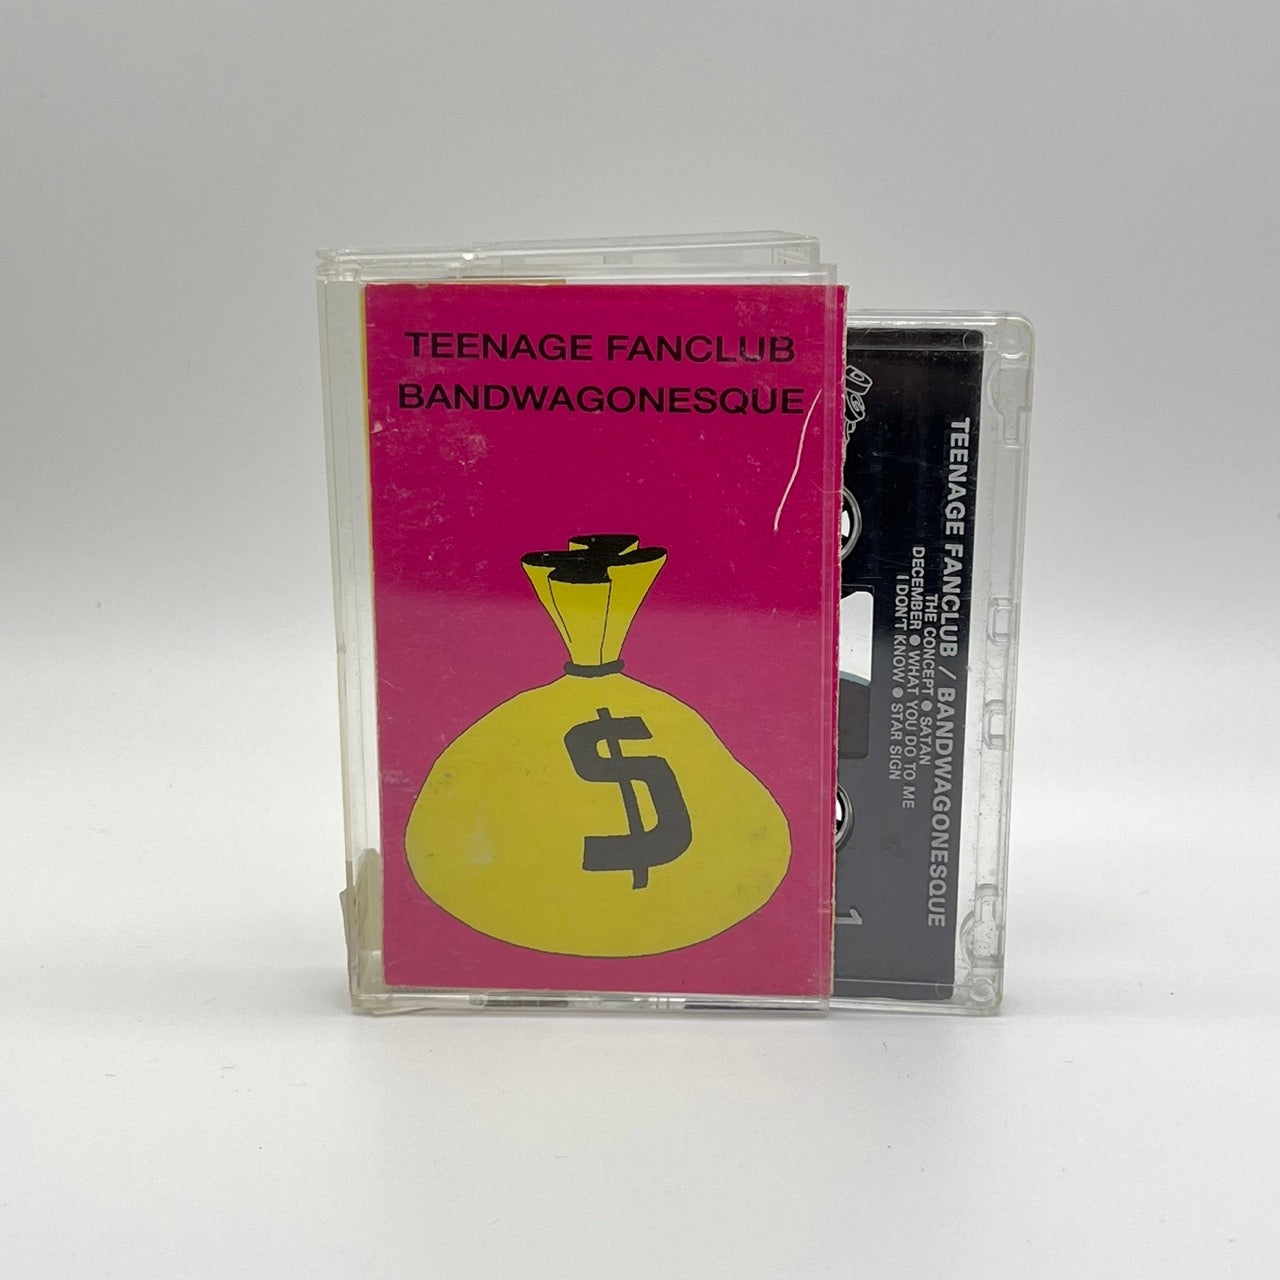 TEENAGE FANCLUB
BANDWAGONESQUE
$
TEENAGE FANCLUB / BANDWAGONESQUE
THE CONCEPT ● SATAN
DECEMBER ● WHAT YOU DO TO ME
I DON'T KNOW ● STAR SIGN
1